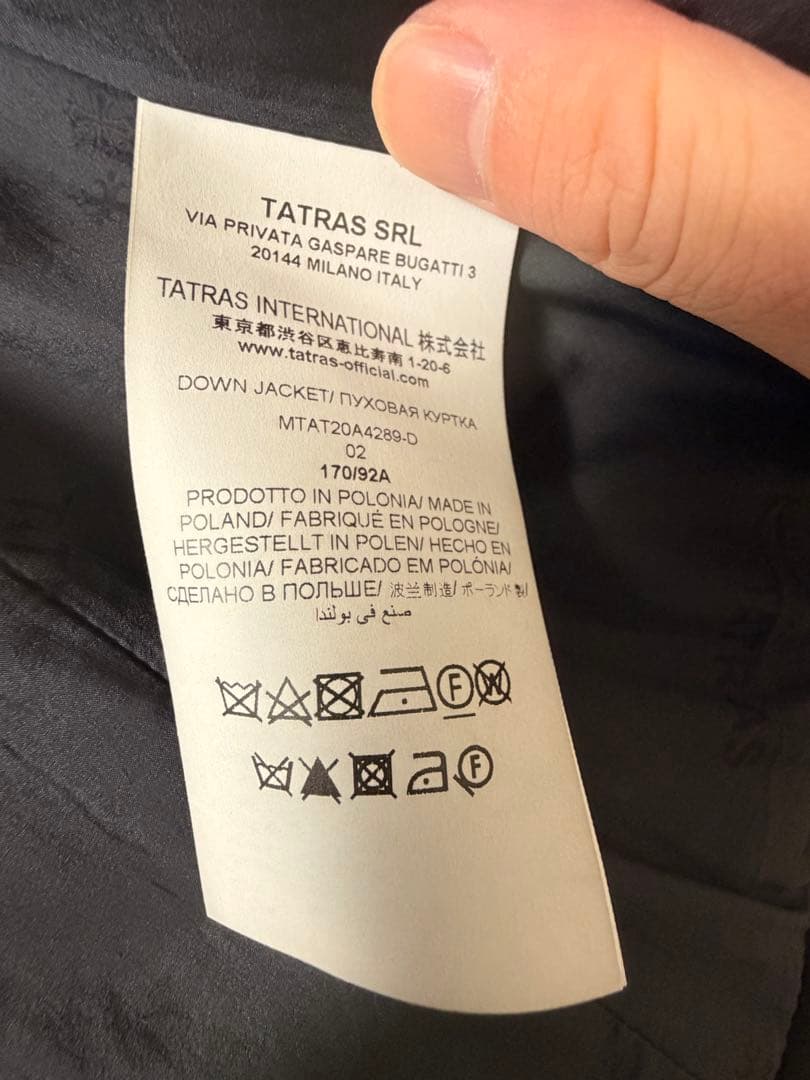 TATRAS SRL
VIA PRIVATA GASPARE BUGATTI 3
20144 MILANO ITALY
TATRAS INTERNATIONAL 株式会社
東京都渋谷区恵比寿南 1-20-6
www.tatras-official.com
DOWN JACKET/ ПУХОВАЯ КУРТКА
MTAT20A4289-D
02
170/92A
PRODOTTO IN POLONIA/ MADE IN
POLAND/ FABRIQUÉ EN POLOGNE/
HERGESTELLT IN POLEN/ HECHO EN
POLONIA/ FABRICADO EM POLÓNIA/
СДЕЛАНО В ПОЛЬШЕ/ 波兰制造/ ポーランド製/
صنع في بولندا
F W
F